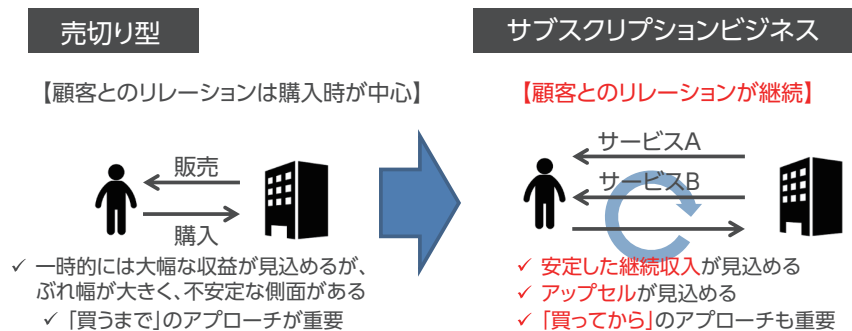 売切り型
【顧客とのリレーションは購入時が中心】
販売
購入
✓ 一時的には大幅な収益が見込めるが、
ぶれ幅が大きく、不安定な側面がある
✓ 「買うまで」のアプローチが重要
サブスクリプションビジネス
【顧客とのリレーションが継続】
サービスA
サービスB
✓ 安定した継続収入が見込める
✓ アップセルが見込める
✓ 「買ってから」のアプローチも重要